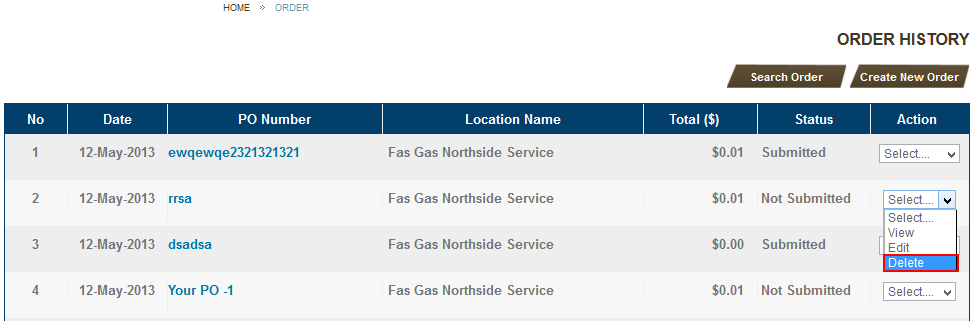 HOME » ORDER
ORDER HISTORY
Search Order Create New Order
No Date PO Number Location Name Total ($) Status Action
1 12-May-2013 ewqewqe2321321321 Fas Gas Northside Service $0.01 Submitted Select....
2 12-May-2013 rrsa Fas Gas Northside Service $0.01 Not Submitted Select....
Select....
View
3 12-May-2013 dsadsa Fas Gas Northside Service $0.00 Submitted
Edit
Delete
4 12-May-2013 Your PO -1 Fas Gas Northside Service $0.01 Not Submitted Select....